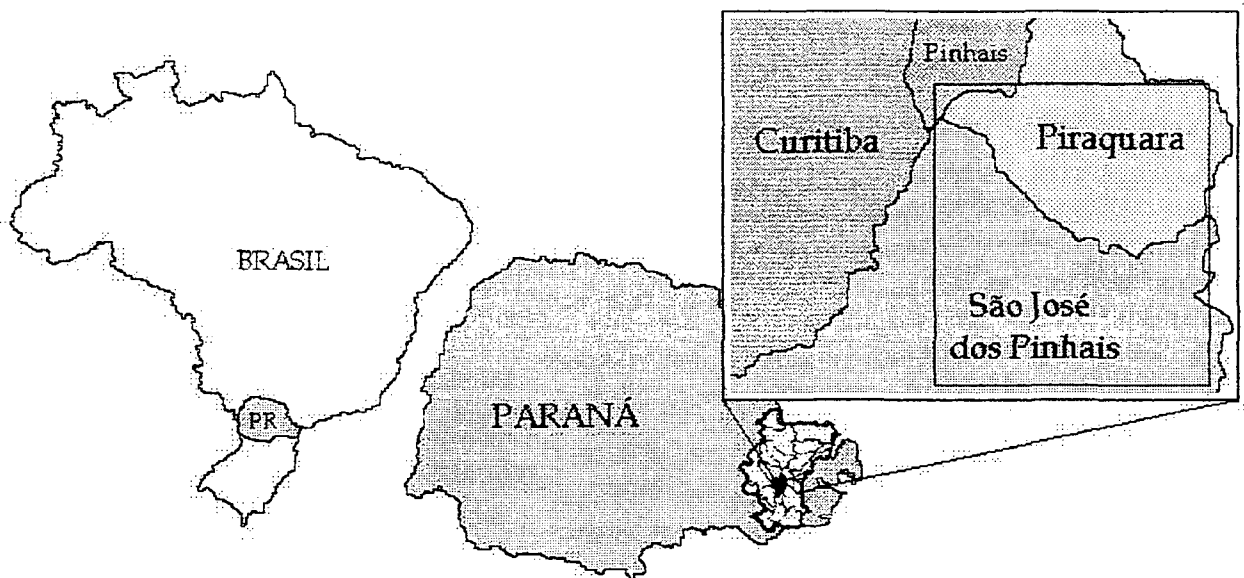 BRASIL
PR
PARANÁ
Pinhais
Curitiba
Piraquara
São José
dos Pinhais